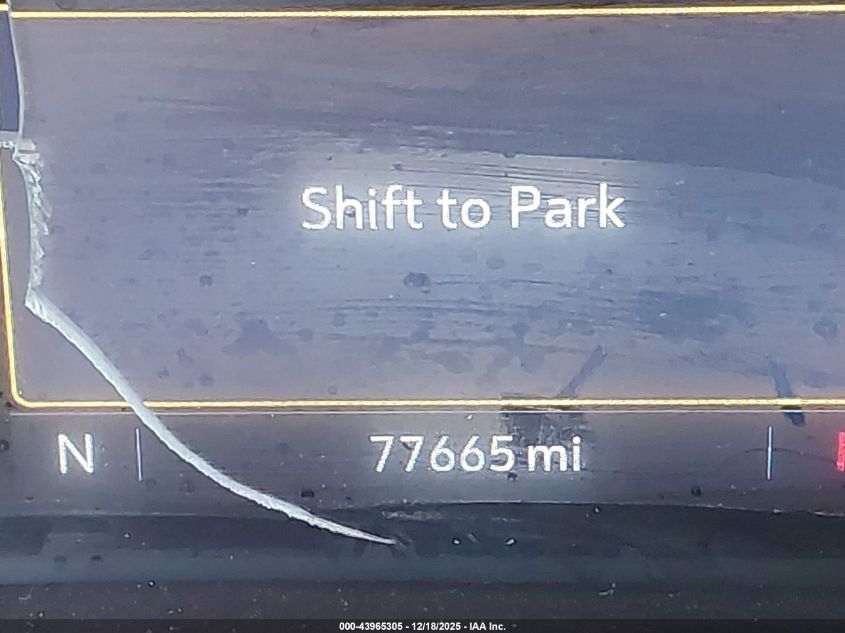 Shift to Park
N
77665 mi
000-43965305 - 12/18/2025 - IAA Inc.